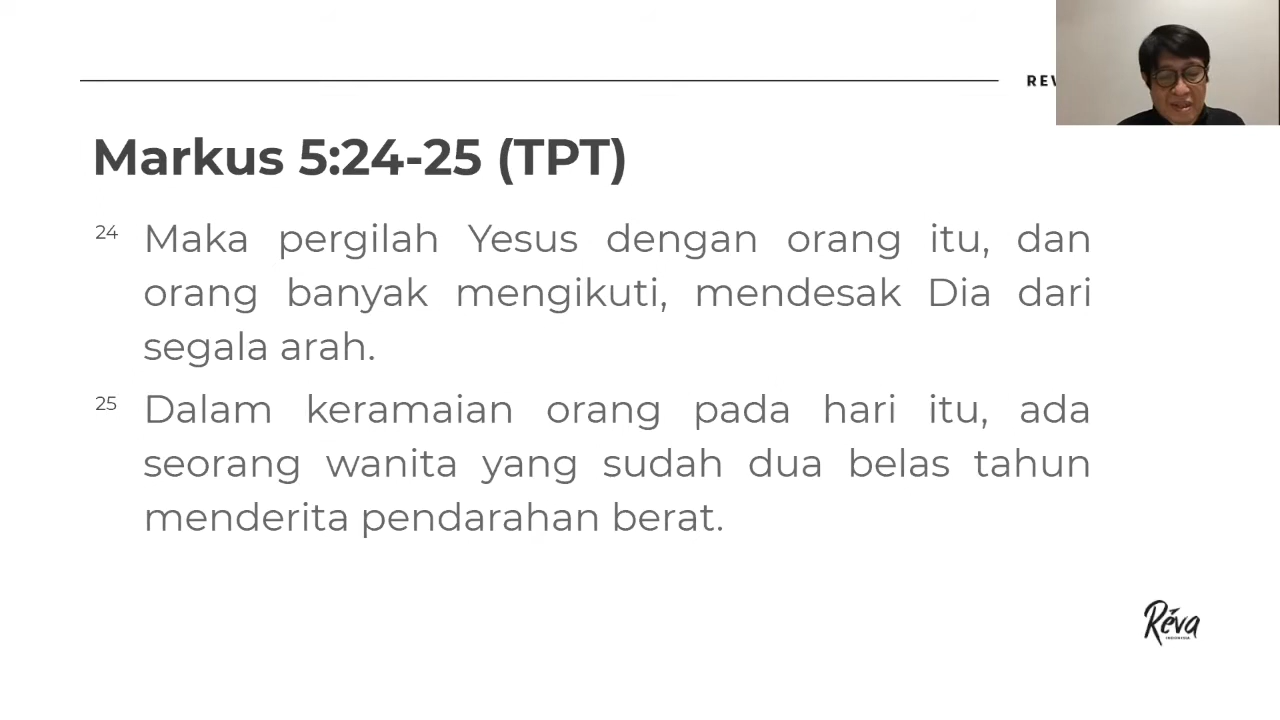 Markus 5:24-25 (TPT)
24 Maka pergilah Yesus dengan orang itu, dan
orang banyak mengikuti, mendesak Dia dari
segala arah.
25 Dalam keramaian orang pada hari itu, ada
seorang wanita yang sudah dua belas tahun
menderita pendarahan berat.
Réva
INDONESIA